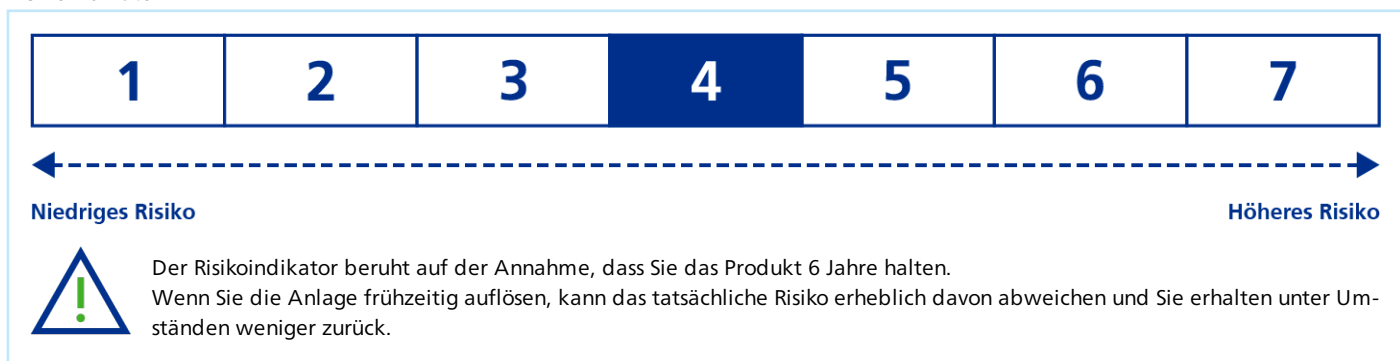 1 2 3 4 5 6 7
Niedriges Risiko Höheres Risiko
Der Risikoindikator beruht auf der Annahme, dass Sie das Produkt 6 Jahre halten.
Wenn Sie die Anlage frühzeitig auflösen, kann das tatsächliche Risiko erheblich davon abweichen und Sie erhalten unter Um-
ständen weniger zurück.